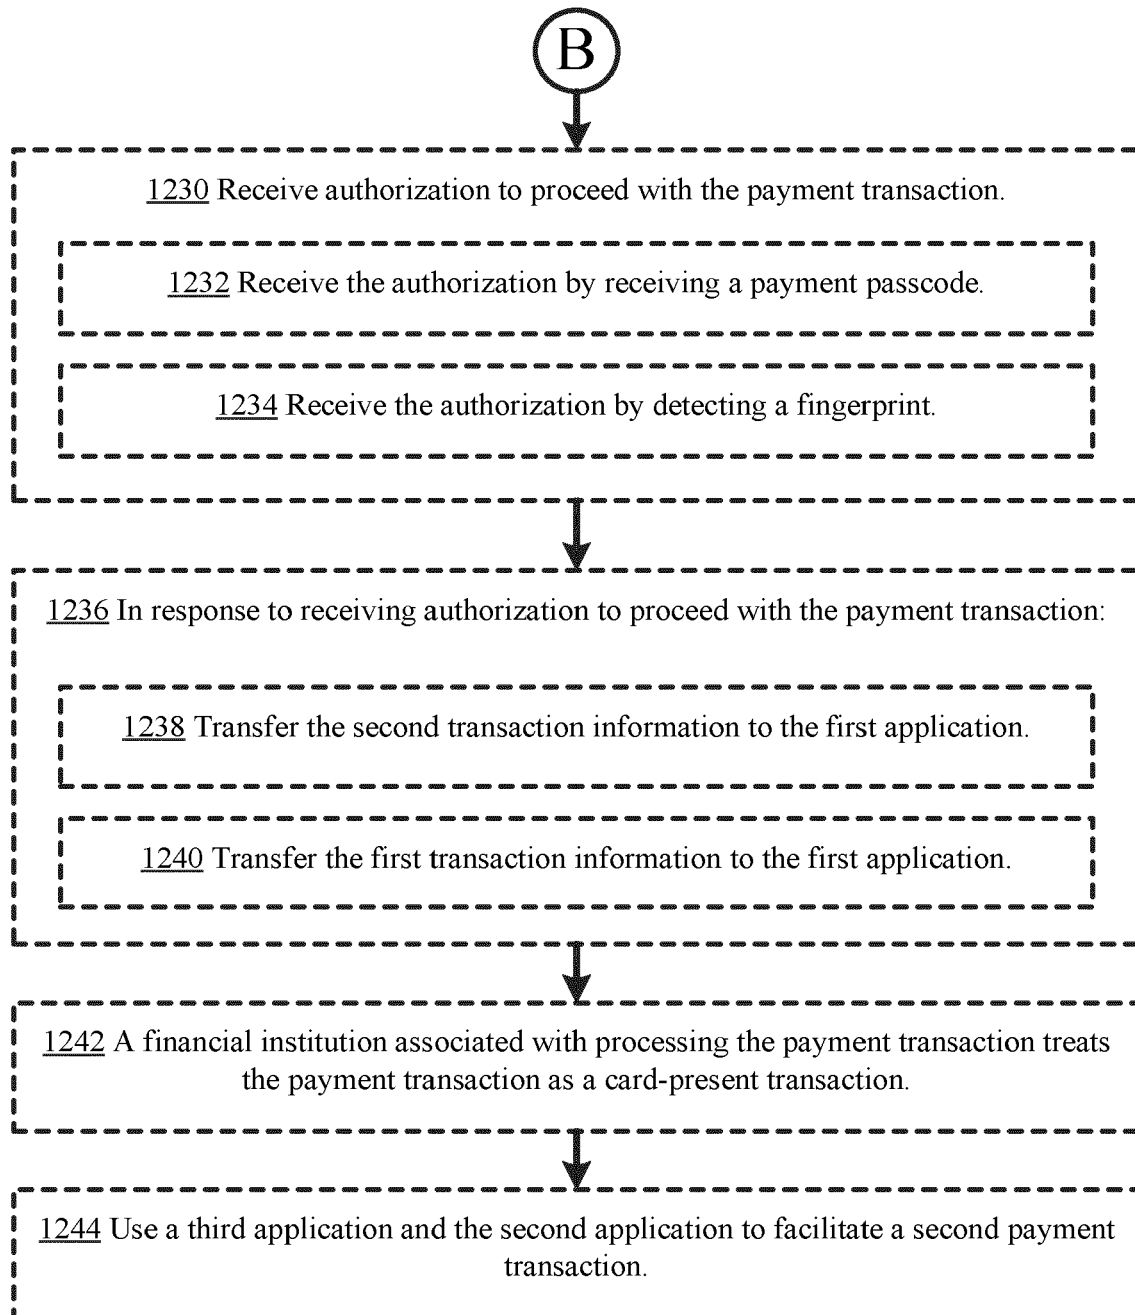 B
1230 Receive authorization to proceed with the payment transaction.
1232 Receive the authorization by receiving a payment passcode.
1234 Receive the authorization by detecting a fingerprint.
1236 In response to receiving authorization to proceed with the payment transaction:
1238 Transfer the second transaction information to the first application.
1240 Transfer the first transaction information to the first application.
1242 A financial institution associated with processing the payment transaction treats
the payment transaction as a card-present transaction.
1244 Use a third application and the second application to facilitate a second payment
transaction.